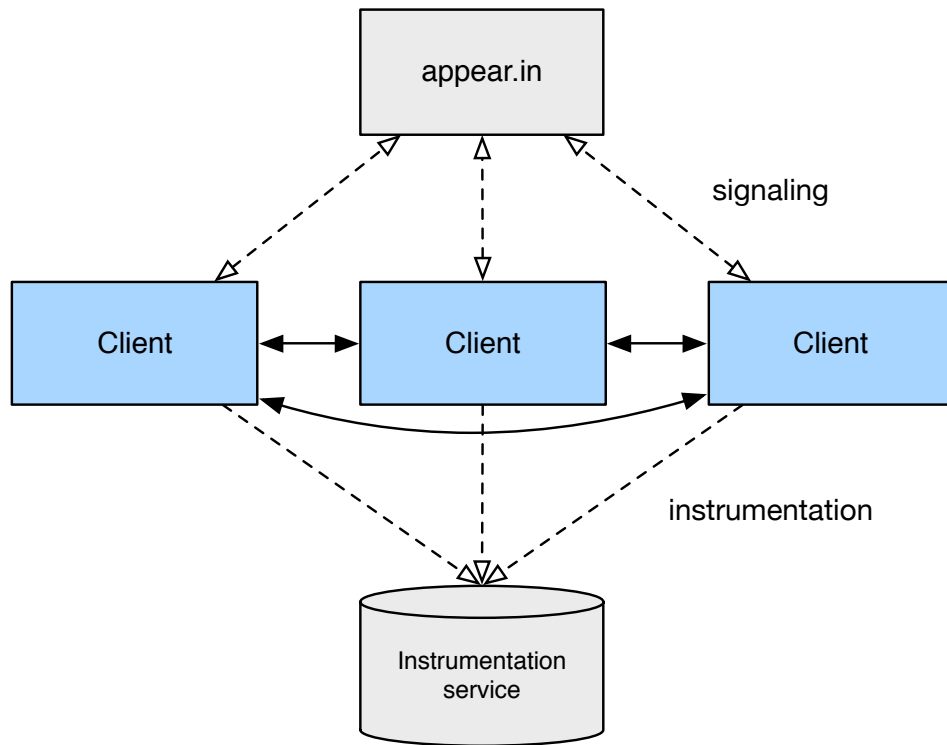 appear.in
signaling
Client
Client
Client
instrumentation
Instrumentation
service